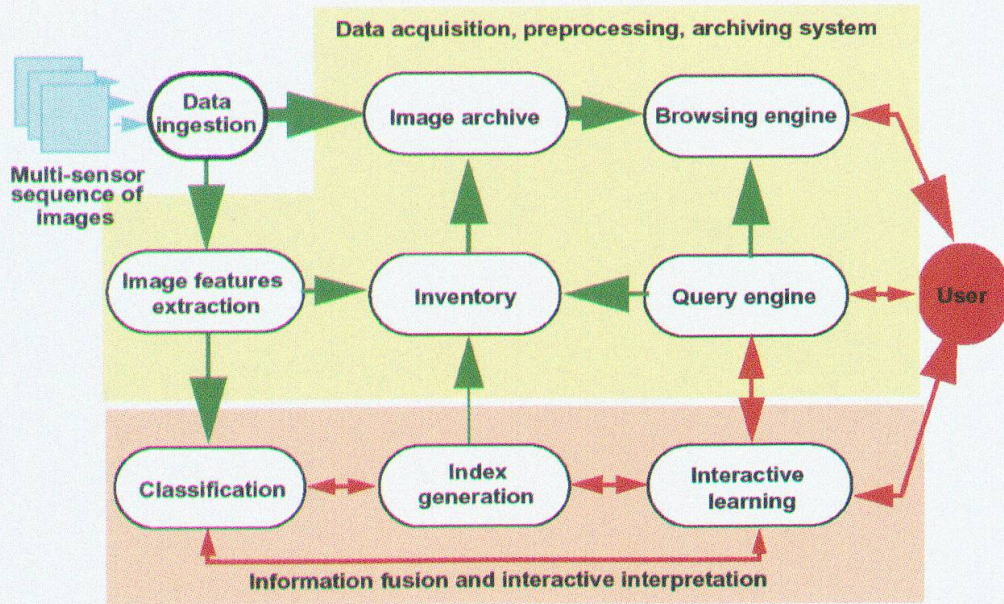 Data acquisition, preprocessing, archiving system
Data
ingestion
Image archive
Browsing engine
Multi-sensor
sequence of
images
Image features
extraction
Inventory
Query engine
User
Classification
Index
generation
Interactive
learning
Information fusion and interactive interpretation